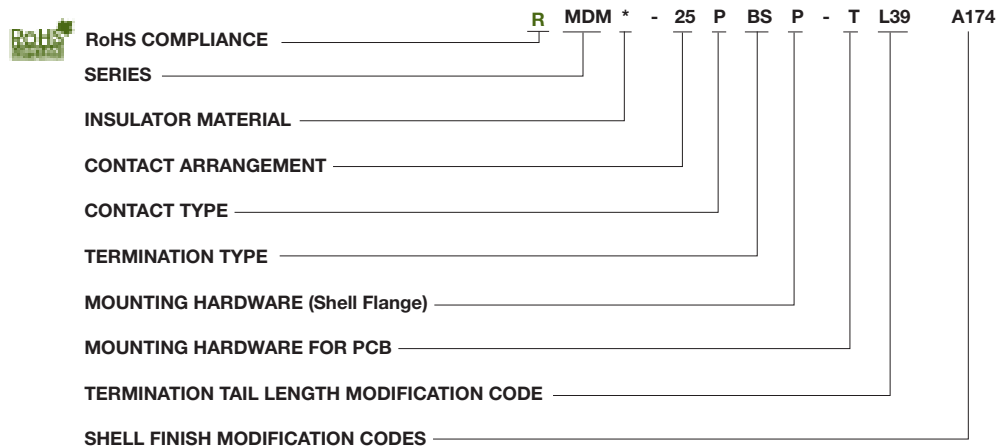 R MDM * - 25 P BS P - T L39 A174
RoHS
RoHS COMPLIANCE
SERIES
INSULATOR MATERIAL
CONTACT ARRANGEMENT
CONTACT TYPE
TERMINATION TYPE
MOUNTING HARDWARE (Shell Flange)
MOUNTING HARDWARE FOR PCB
TERMINATION TAIL LENGTH MODIFICATION CODE
SHELL FINISH MODIFICATION CODES